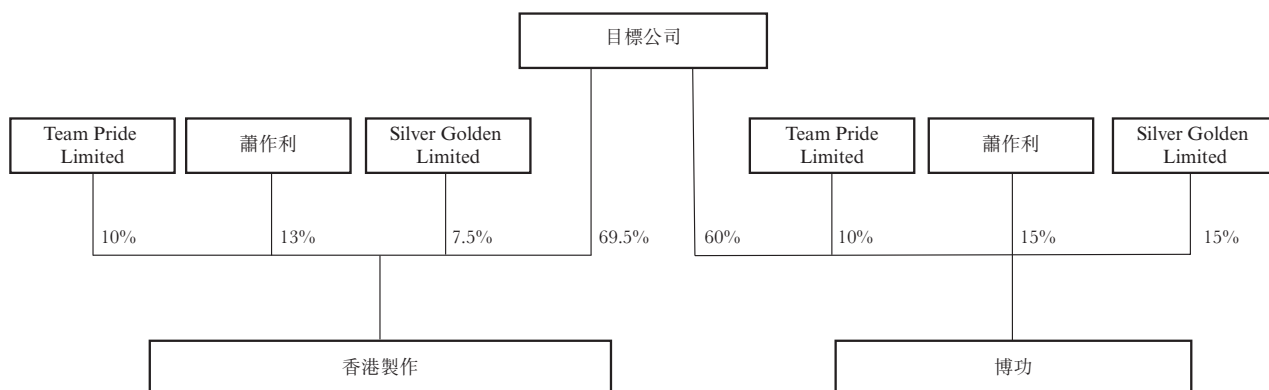 目標公司
Team Pride
Limited
蕭作利
Silver Golden
Limited
Team Pride
Limited
蕭作利
Silver Golden
Limited
10%
13%
7.5%
69.5%
60%
10%
15%
15%
香港製作
博功